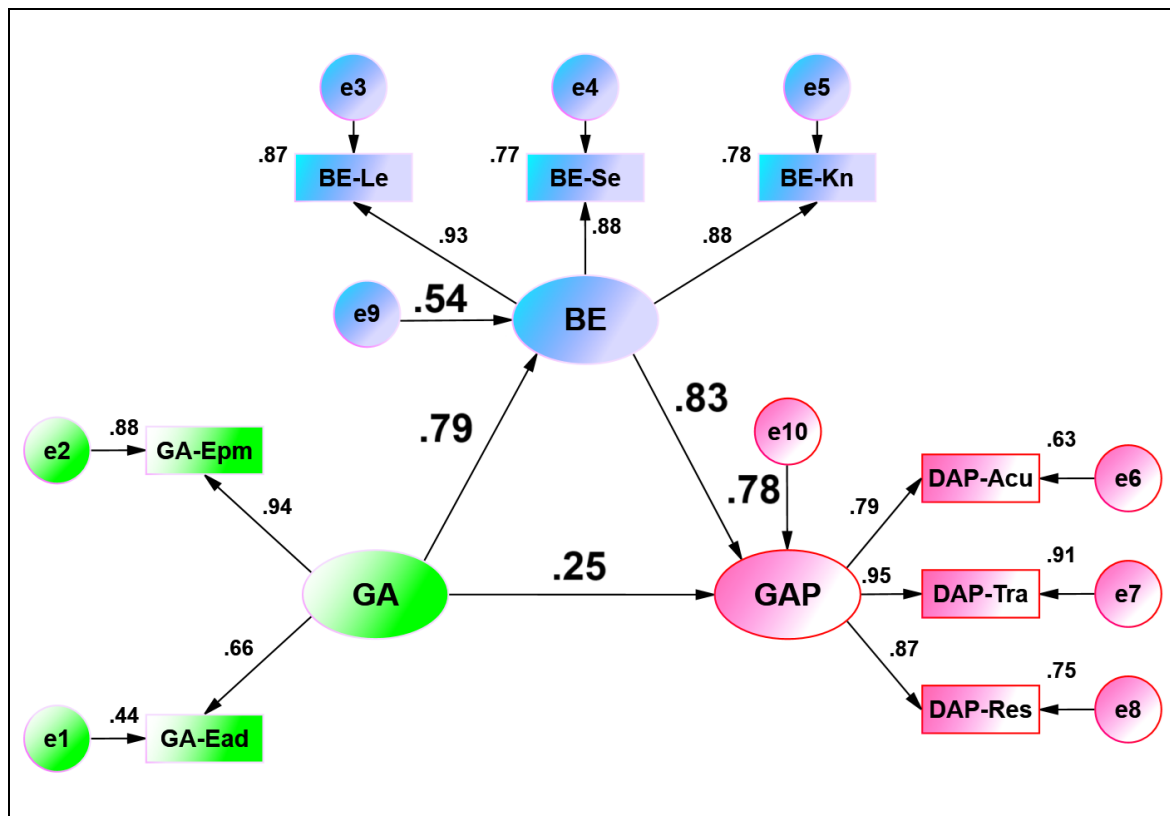 e3
e4
e5
.87
BE-Le
.77
BE-Se
.78
BE-Kn
.93
.88
.88
e9
.54
BE
.79
.83
e10
.78
e2
.88
GA-Epm
.94
GA
.25
GAP
.66
e1
.44
GA-Ead
.63
DAP-Acu
e6
.79
.91
.95
DAP-Tra
e7
.87
.75
DAP-Res
e8